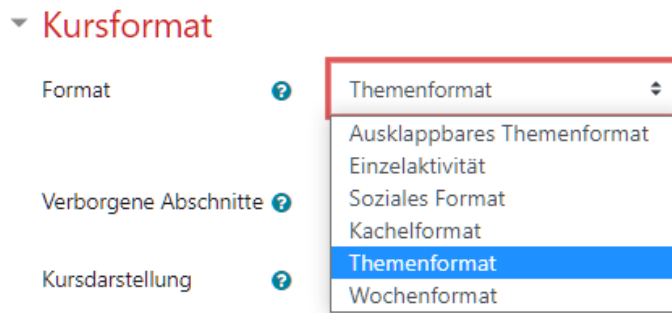 Kursformat
Format
Themenformat
Ausklappbares Themenformat
Einzelaktivität
Soziales Format
Kachelformat
Themenformat
Wochenformat
Verborgene Abschnitte
Kursdarstellung